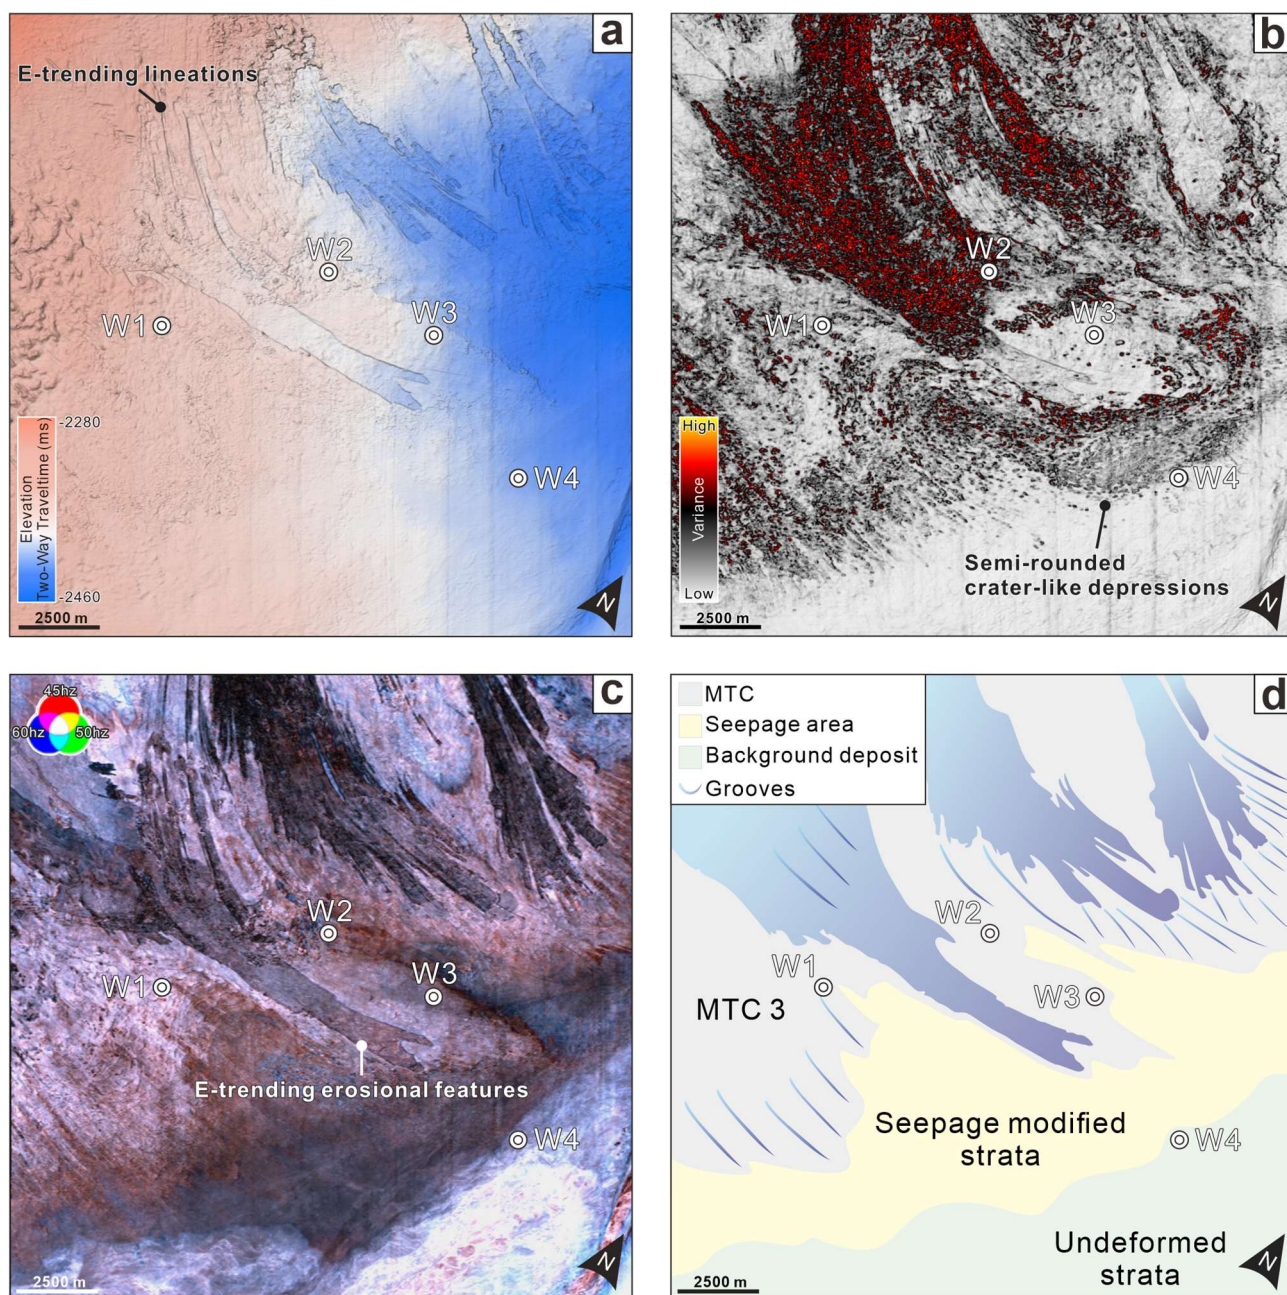 a
E-trending lineations
W2
W1
W3
W4
-2280
Elevation
Two-Way Traveltime (ms)
-2460
2500 m
N
b
W2
W1
W3
W4
High
Variance
Low
Semi-rounded
crater-like depressions
2500 m
N
c
45hz
60hz
50hz
W2
W1
W3
E-trending erosional features
W4
2500 m
N
d
MTC
Seepage area
Background deposit
Grooves
W2
W1
W3
MTC 3
Seepage modified
strata
W4
Undeformed
strata
2500 m
N